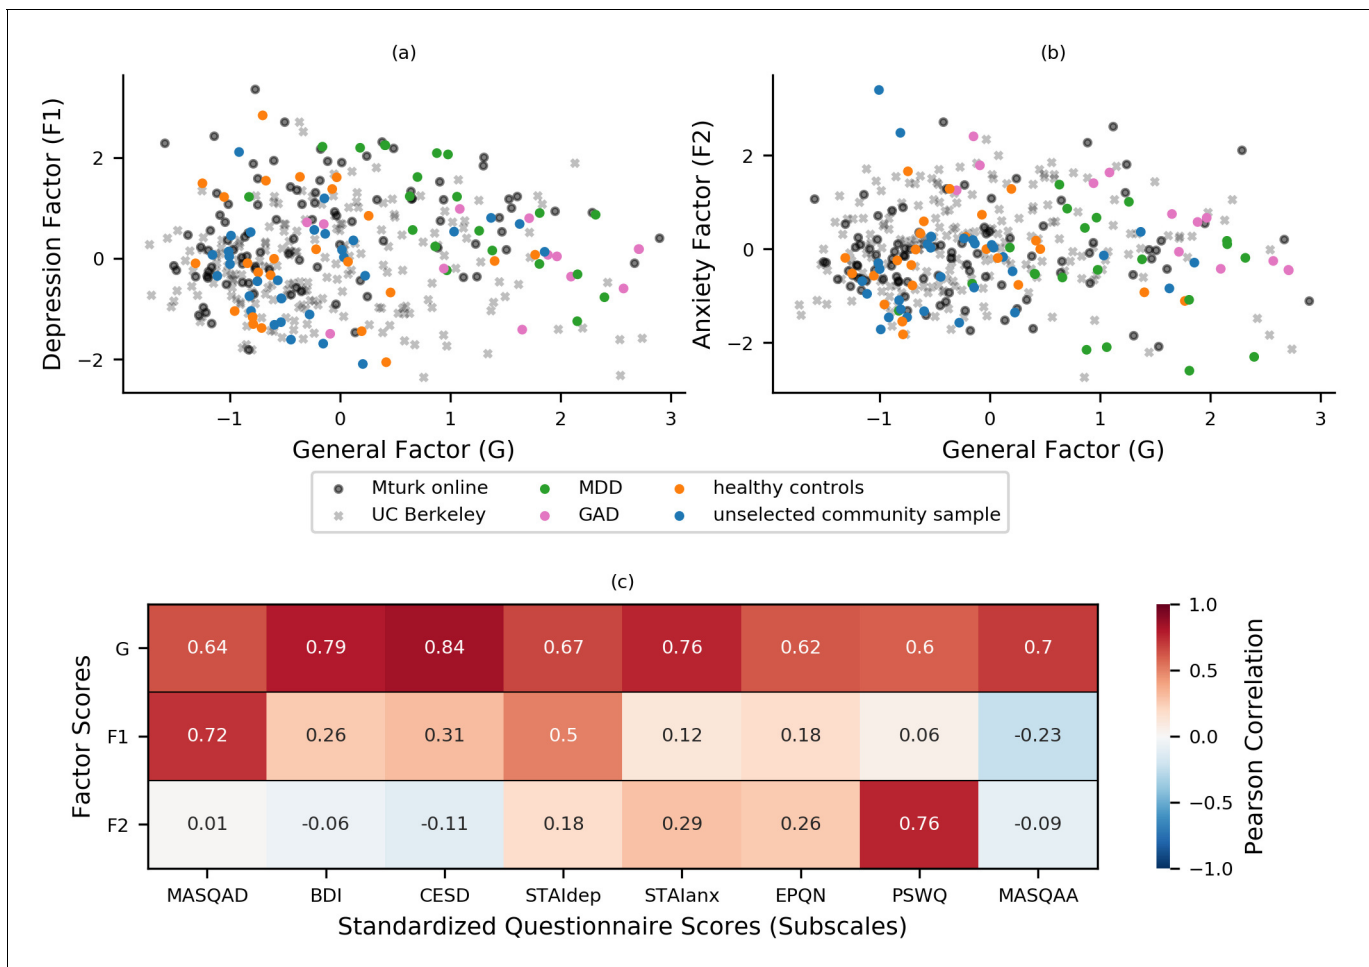 (a)
(b)
Depression Factor (F1)
2
0
−2
−1 0 1 2 3
General Factor (G)
Anxiety Factor (F2)
2
0
−2
−1 0 1 2 3
General Factor (G)
Mturk online MDD healthy controls
UC Berkeley GAD unselected community sample
(c)
Factor Scores
G 0.64 0.79 0.84 0.67 0.76 0.62 0.6 0.7
F1 0.72 0.26 0.31 0.5 0.12 0.18 0.06 -0.23
F2 0.01 -0.06 -0.11 0.18 0.29 0.26 0.76 -0.09
MASQAD BDI CESD STAIdep STAIanx EPQN PSWQ MASQAA
Standardized Questionnaire Scores (Subscales)
1.0
0.5
0.0
−0.5
−1.0
Pearson Correlation